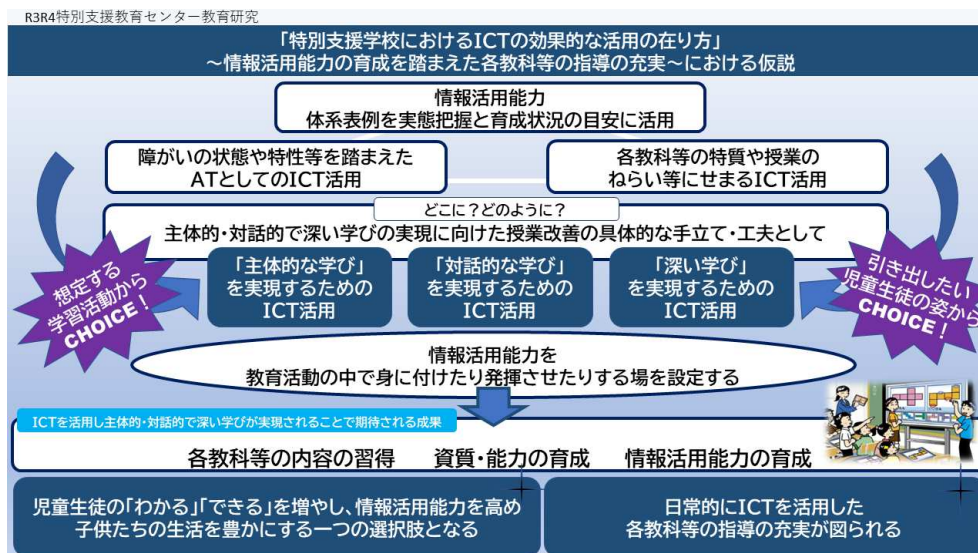 R3R4特別支援教育センター教育研究
「特別支援学校におけるICTの効果的な活用の在り方」
～情報活用能力の育成を踏まえた各教科等の指導の充実～における仮説
情報活用能力
体系表例を実態把握と育成状況の目安に活用
障がいの状態や特性等を踏まえた
ATとしてのICT活用
各教科等の特質や授業の
ねらい等にせまるICT活用
どこに？どのように？
主体的・対話的で深い学びの実現に向けた授業改善の具体的な手立て・工夫として
想定する
学習活動から
CHOICE！
「主体的な学び」
を実現するための
ICT活用
「対話的な学び」
を実現するための
ICT活用
「深い学び」
を実現するための
ICT活用
引き出したい
児童生徒の姿から
CHOICE！
情報活用能力を
教育活動の中で身に付けたり発揮させたりする場を設定する
ICTを活用し主体的・対話的で深い学びが実現されることで期待される成果
各教科等の内容の習得 資質・能力の育成 情報活用能力の育成
児童生徒の「わかる」「できる」を増やし、情報活用能力を高め
子供たちの生活を豊かにする一つの選択肢となる
日常的にICTを活用した
各教科等の指導の充実が図られる